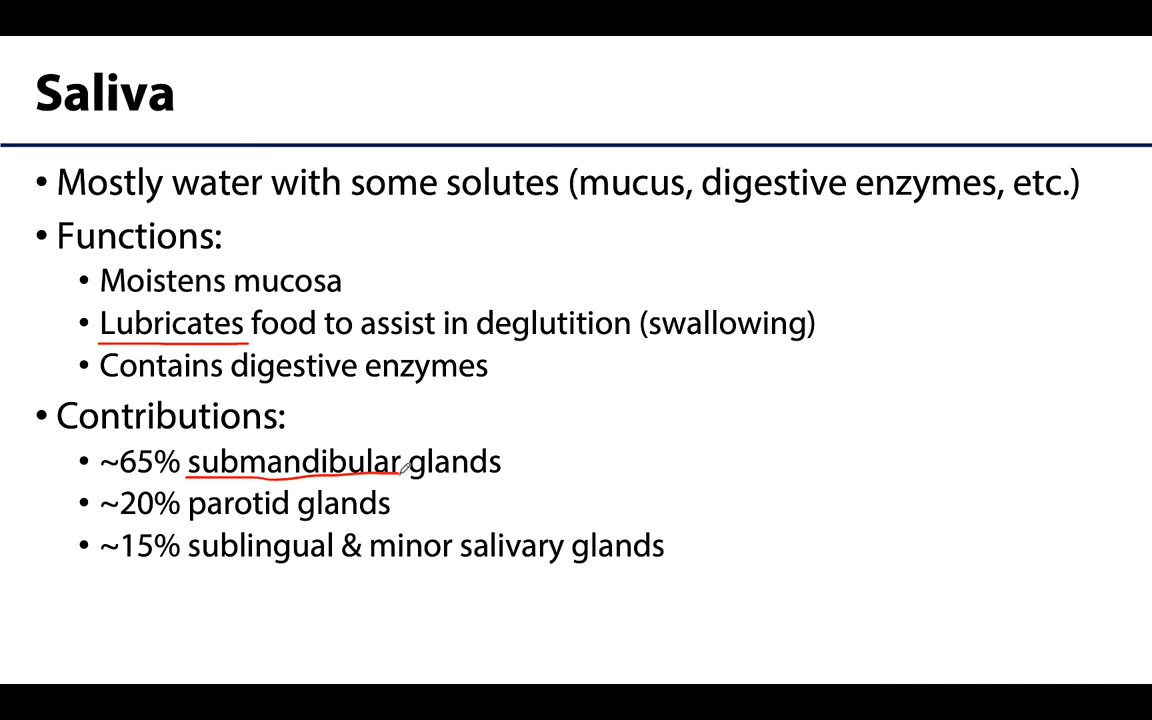 Saliva
• Mostly water with some solutes (mucus, digestive enzymes, etc.)
• Functions:
• Moistens mucosa
• Lubricates food to assist in deglutition (swallowing)
• Contains digestive enzymes
• Contributions:
• ~65% submandibular glands
• ~20% parotid glands
• ~15% sublingual & minor salivary glands